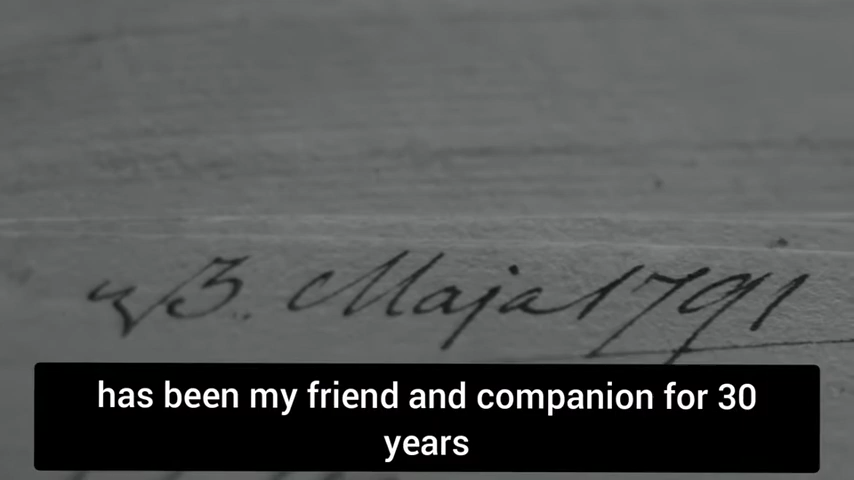 3. Maja 1791
has been my friend and companion for 30
years